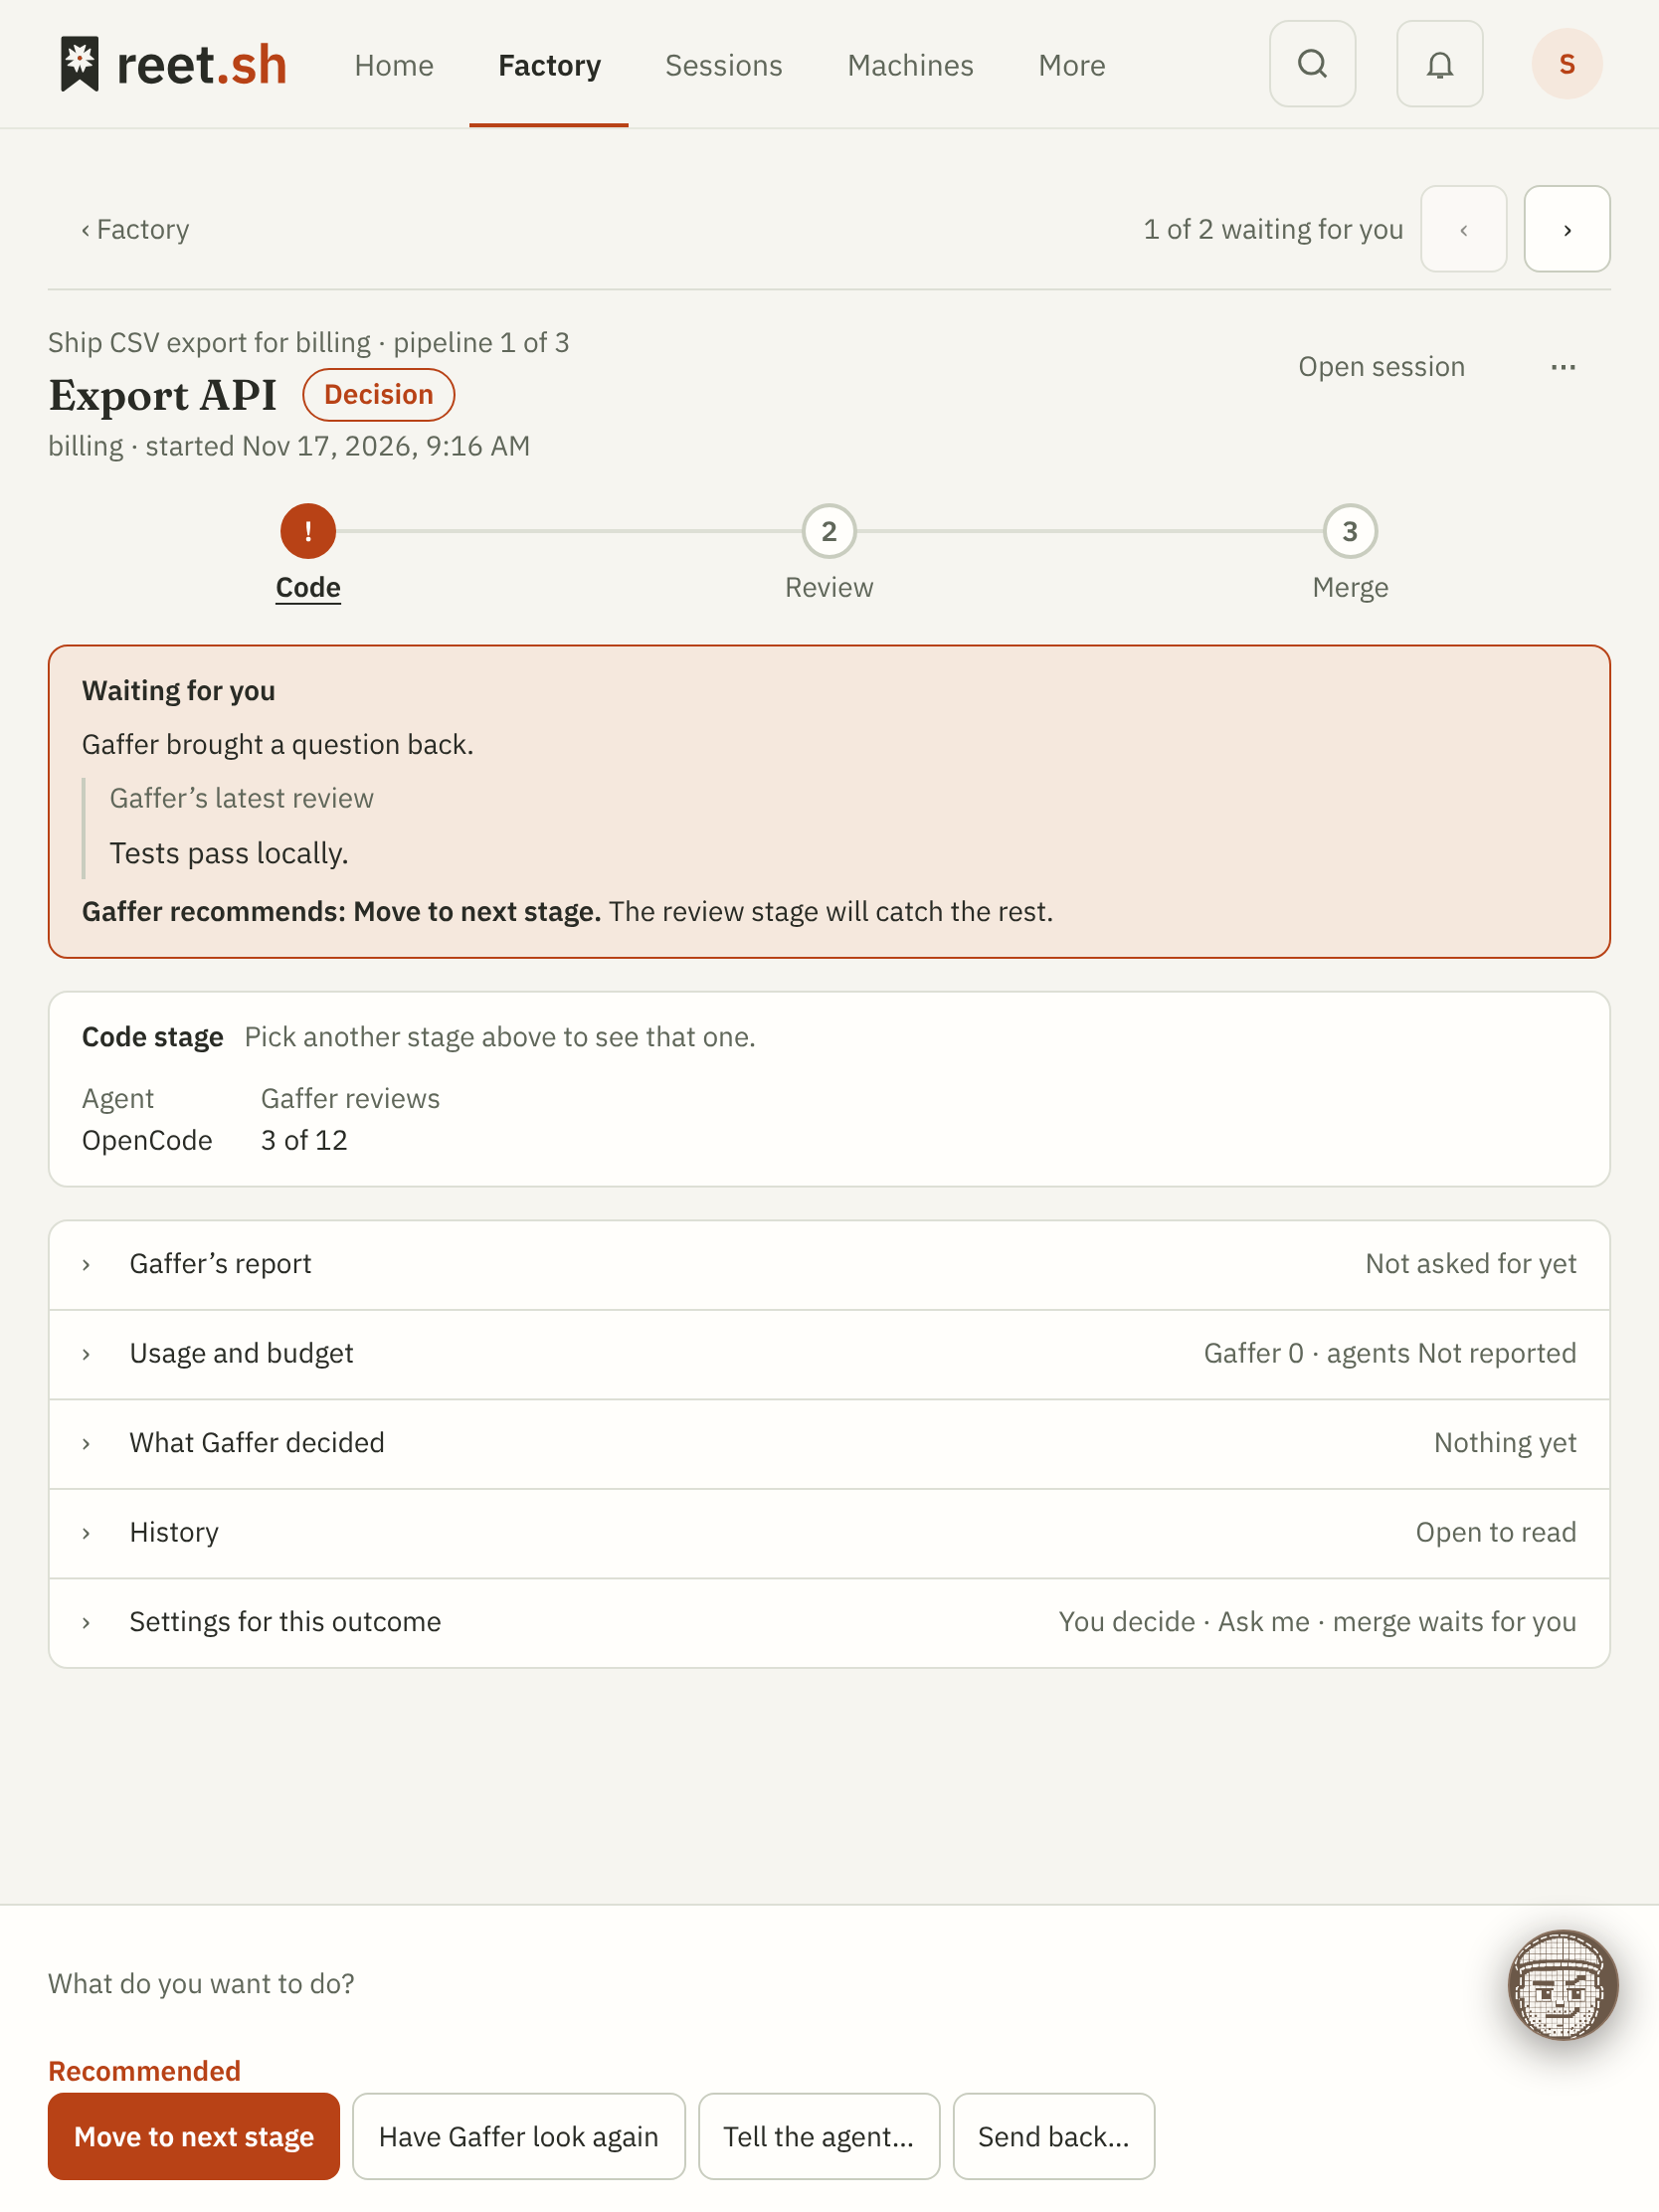 reet.sh
Home
Factory
Sessions
Machines
More
S
‹ Factory
1 of 2 waiting for you
‹
›
Ship CSV export for billing · pipeline 1 of 3
Export API
Decision
billing · started Nov 17, 2026, 9:16 AM
Open session
...
!
2
3
Code
Review
Merge
Waiting for you
Gaffer brought a question back.
Gaffer’s latest review
Tests pass locally.
Gaffer recommends: Move to next stage. The review stage will catch the rest.
Code stage Pick another stage above to see that one.
Agent
Gaffer reviews
OpenCode
3 of 12
› Gaffer’s report
Not asked for yet
› Usage and budget
Gaffer 0 · agents Not reported
› What Gaffer decided
Nothing yet
› History
Open to read
› Settings for this outcome
You decide · Ask me · merge waits for you
What do you want to do?
Recommended
Move to next stage
Have Gaffer look again
Tell the agent...
Send back...